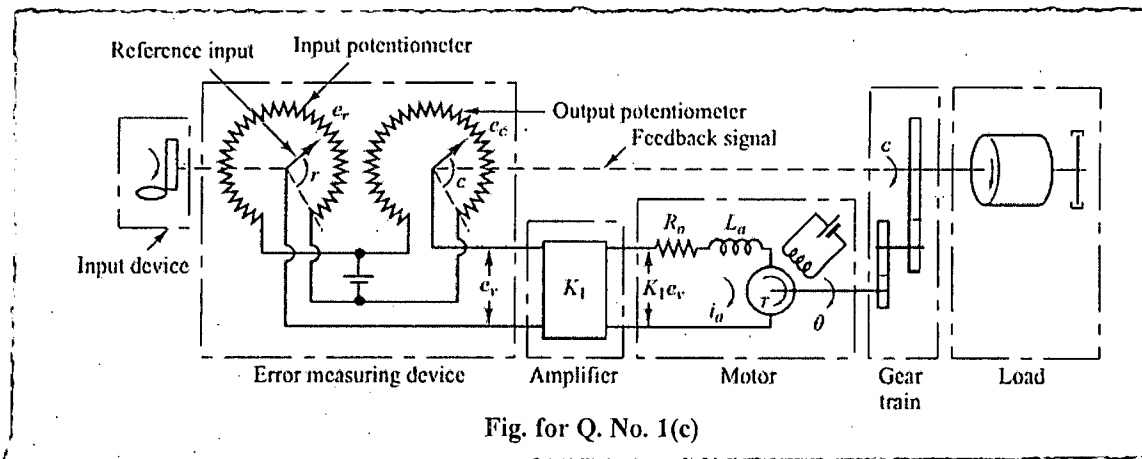 Reference input
Input potentiometer
e_r
Output potentiometer
e_c
Feedback signal
r
c
c
Input device
R_a
L_a
e_v
K_1
K_1e_v
i_a
T
θ
Error measuring device
Amplifier
Motor
Gear train
Load
Fig. for Q. No. 1(c)